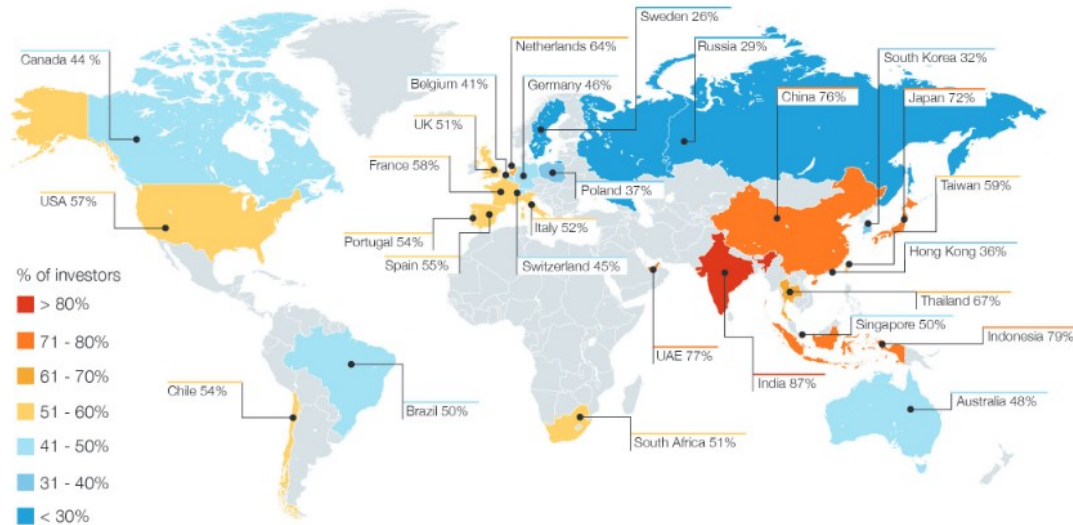 Sweden 26%
Netherlands 64%
Russia 29%
South Korea 32%
Canada 44 %
Belgium 41%
Germany 46%
China 76%
Japan 72%
UK 51%
France 58%
Poland 37%
Taiwan 59%
USA 57%
Portugal 54%
Italy 52%
Hong Kong 36%
Spain 55%
Switzerland 45%
% of investors
> 80%
71 - 80%
61 - 70%
51 - 60%
41 - 50%
31 - 40%
< 30%
Thailand 67%
Singapore 50%
Indonesia 79%
UAE 77%
India 87%
Chile 54%
Brazil 50%
Australia 48%
South Africa 51%